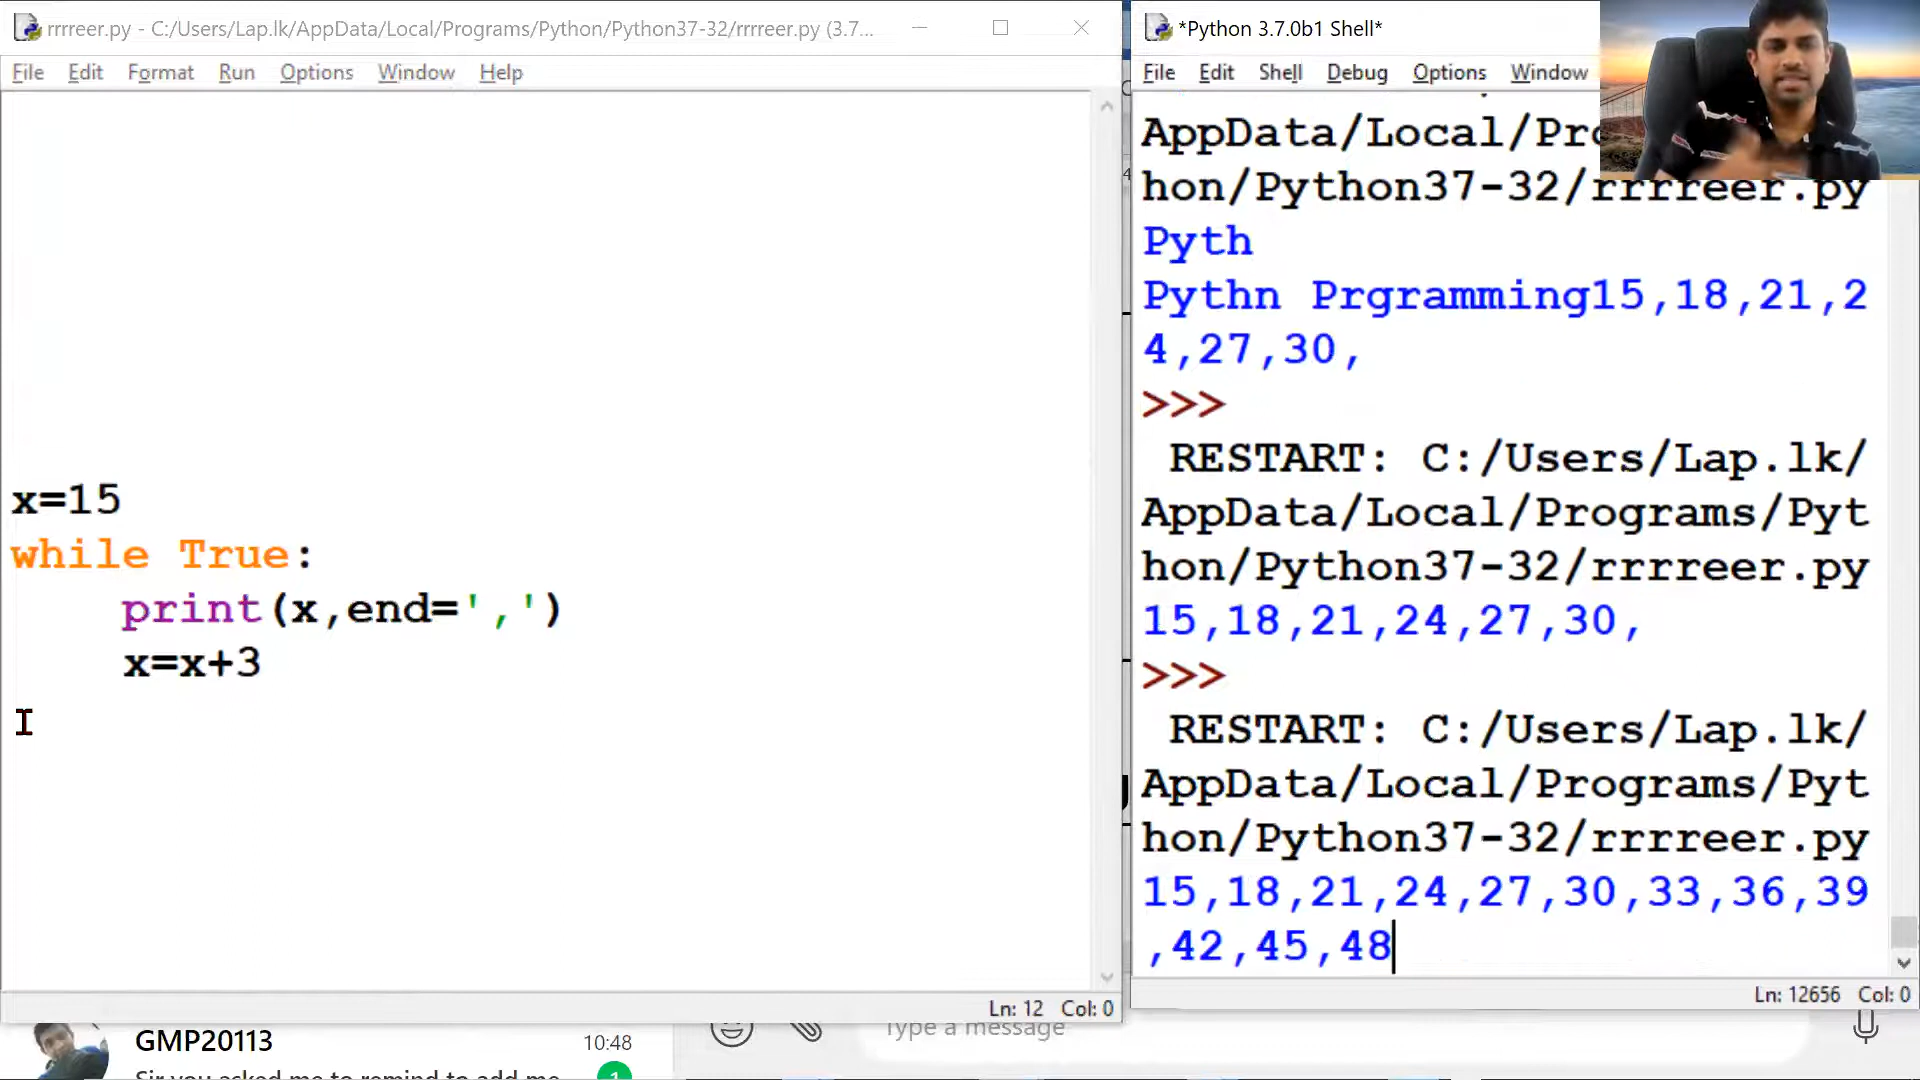 rrrreer.py - C:/Users/Lap.lk/AppData/Local/Programs/Python/Python37-32/rrrreer.py (3.7...
File Edit Format Run Options Window Help
x=15
while True:
    print(x,end=',')
    x=x+3
Ln: 12 Col: 0
*Python 3.7.0b1 Shell*
File Edit Shell Debug Options Window
AppData/Local/Pro
hon/Python37-32/rrrreer.py
Pyth
Pythn Prgramming15,18,21,2
4,27,30,
>>>
RESTART: C:/Users/Lap.lk/
AppData/Local/Programs/Pyt
hon/Python37-32/rrrreer.py
15,18,21,24,27,30,
>>>
RESTART: C:/Users/Lap.lk/
AppData/Local/Programs/Pyt
hon/Python37-32/rrrreer.py
15,18,21,24,27,30,33,36,39
,42,45,48
Ln: 12656 Col: 0
GMP20113 10:48
Sir you asked me to remind to add me 1
Type a message